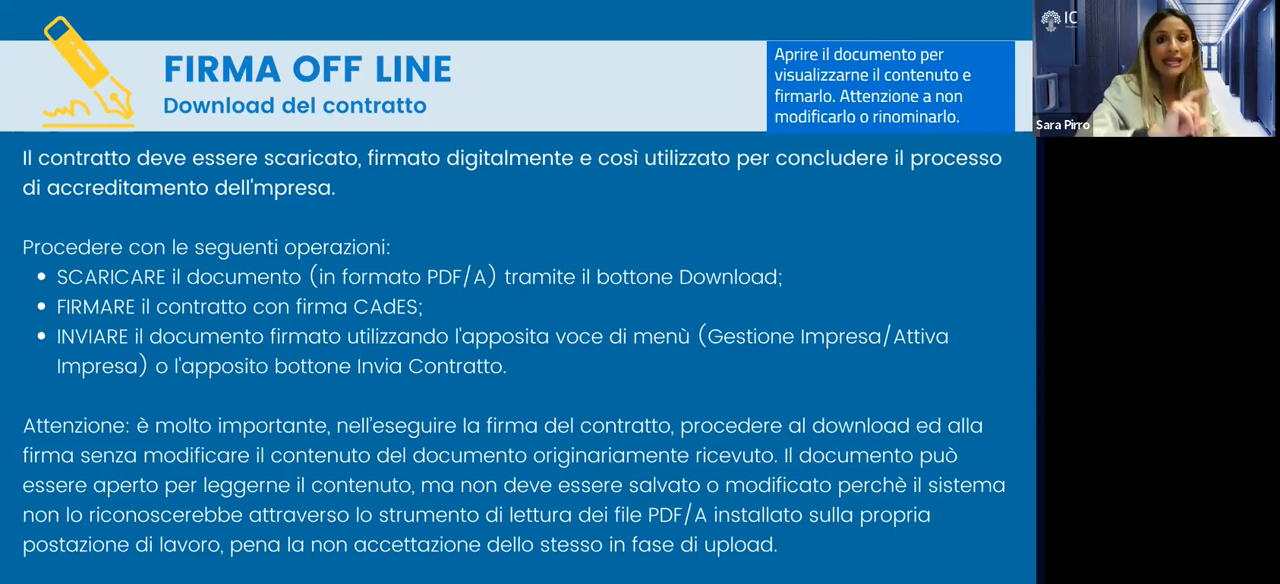 FIRMA OFF LINE
Download del contratto
Aprire il documento per
visualizzarne il contenuto e
firmarlo. Attenzione a non
modificarlo o rinominarlo.
IC
Sara Pirro
Il contratto deve essere scaricato, firmato digitalmente e così utilizzato per concludere il processo
di accreditamento dell'mpresa.
Procedere con le seguenti operazioni:
• SCARICARE il documento (in formato PDF/A) tramite il bottone Download;
• FIRMARE il contratto con firma CAdES;
• INVIARE il documento firmato utilizzando l'apposita voce di menù (Gestione Impresa/Attiva
Impresa) o l'apposito bottone Invia Contratto.
Attenzione: è molto importante, nell'eseguire la firma del contratto, procedere al download ed alla
firma senza modificare il contenuto del documento originariamente ricevuto. Il documento può
essere aperto per leggerne il contenuto, ma non deve essere salvato o modificato perchè il sistema
non lo riconoscerebbe attraverso lo strumento di lettura dei file PDF/A installato sulla propria
postazione di lavoro, pena la non accettazione dello stesso in fase di upload.